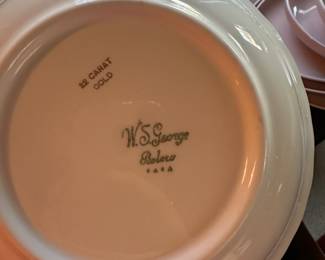 22 CARAT
GOLD
W.S. George
Bolero